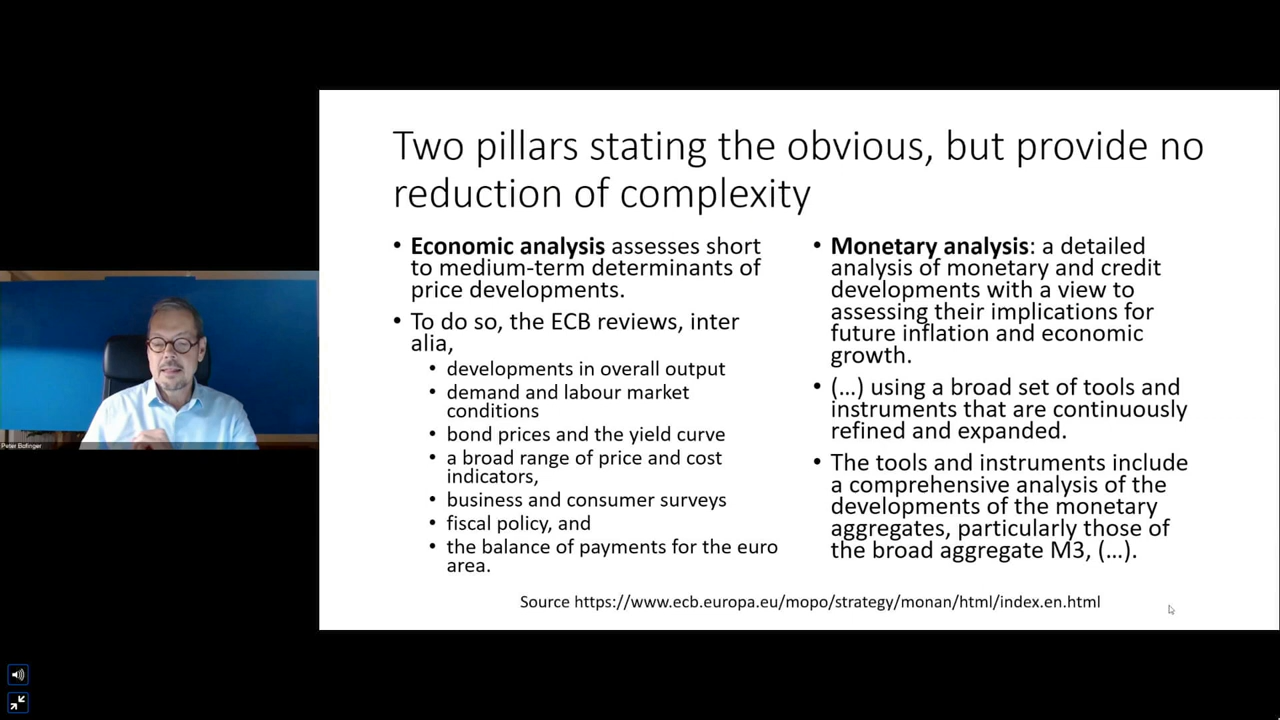 Two pillars stating the obvious, but provide no
reduction of complexity
• Economic analysis assesses short
to medium-term determinants of
price developments.
• To do so, the ECB reviews, inter
alia,
• developments in overall output
• demand and labour market
conditions
• bond prices and the yield curve
• a broad range of price and cost
indicators,
• business and consumer surveys
• fiscal policy, and
• the balance of payments for the euro
area.
• Monetary analysis: a detailed
analysis of monetary and credit
developments with a view to
assessing their implications for
future inflation and economic
growth.
• (…) using a broad set of tools and
instruments that are continuously
refined and expanded.
• The tools and instruments include
a comprehensive analysis of the
developments of the monetary
aggregates, particularly those of
the broad aggregate M3, (…).
Source https://www.ecb.europa.eu/mopo/strategy/monan/html/index.en.html
Peter Bofinger